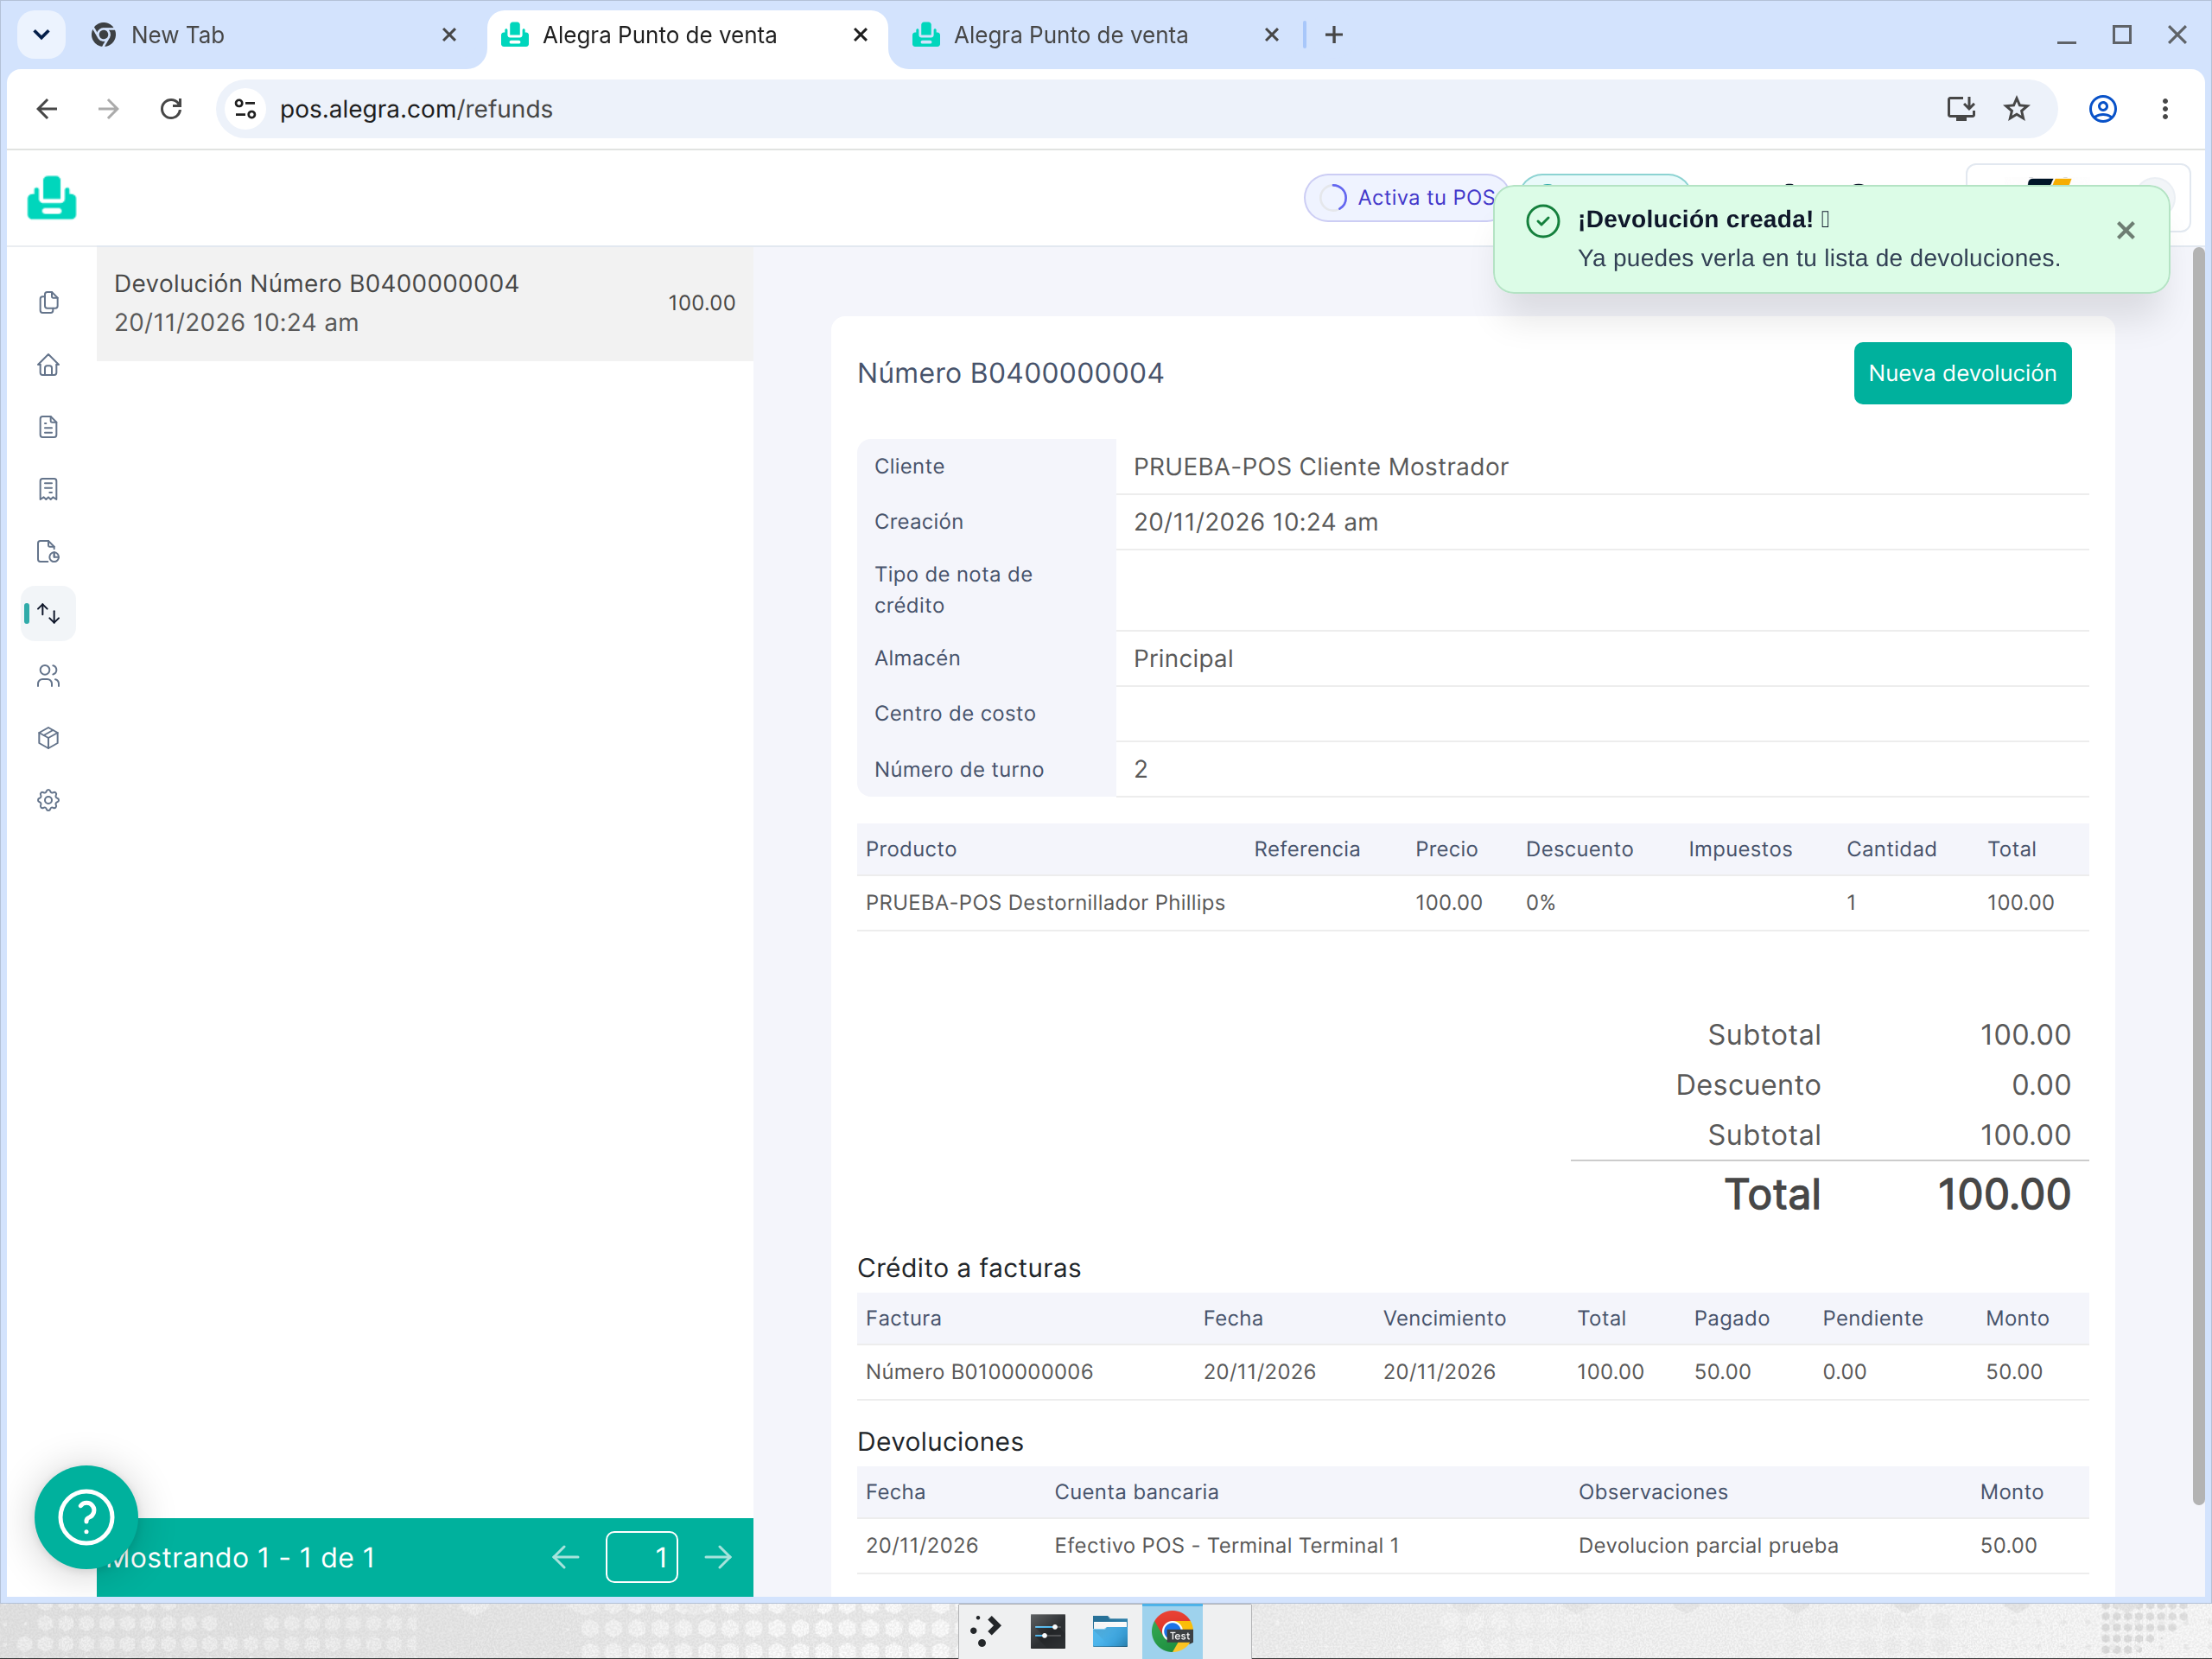 New Tab
Alegra Punto de venta
Alegra Punto de venta
pos.alegra.com/refunds
Activa tu POS
¡Devolución creada!
Ya puedes verla en tu lista de devoluciones.
Devolución Número B0400000004
20/11/2026 10:24 am
100.00
Número B0400000004
Nueva devolución
Cliente PRUEBA-POS Cliente Mostrador
Creación 20/11/2026 10:24 am
Tipo de nota de
crédito
Almacén Principal
Centro de costo
Número de turno 2
Producto Referencia Precio Descuento Impuestos Cantidad Total
PRUEBA-POS Destornillador Phillips 100.00 0% 1 100.00
Subtotal 100.00
Descuento 0.00
Subtotal 100.00
Total 100.00
Crédito a facturas
Factura Fecha Vencimiento Total Pagado Pendiente Monto
Número B0100000006 20/11/2026 20/11/2026 100.00 50.00 0.00 50.00
Devoluciones
Fecha Cuenta bancaria Observaciones Monto
20/11/2026 Efectivo POS - Terminal Terminal 1 Devolucion parcial prueba 50.00
Mostrando 1 - 1 de 1
1
Test